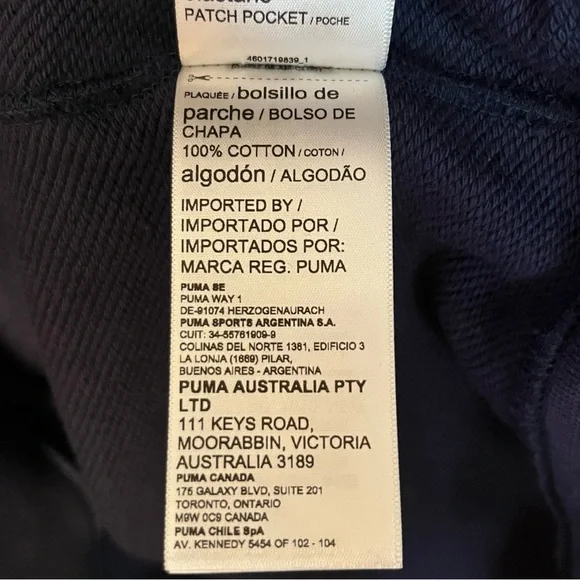 PATCH POCKET / POCHE
4601719839_1
PLAQUÉE / bolsillo de
parche / BOLSO DE
CHAPA
100% COTTON / COTON /
algodón / ALGODÃO
IMPORTED BY /
IMPORTADO POR /
IMPORTADOS POR:
MARCA REG. PUMA
PUMA SE
PUMA WAY 1
DE-91074 HERZOGENAURACH
PUMA SPORTS ARGENTINA S.A.
CUIT: 34-55761909-9
COLINAS DEL NORTE 1381, EDIFICIO 3
LA LONJA (1669) PILAR,
BUENOS AIRES - ARGENTINA
PUMA AUSTRALIA PTY
LTD
111 KEYS ROAD,
MOORABBIN, VICTORIA
AUSTRALIA 3189
PUMA CANADA
175 GALAXY BLVD, SUITE 201
TORONTO, ONTARIO
M9W 0C9 CANADA
PUMA CHILE SpA
AV. KENNEDY 5454 OF 102 - 104